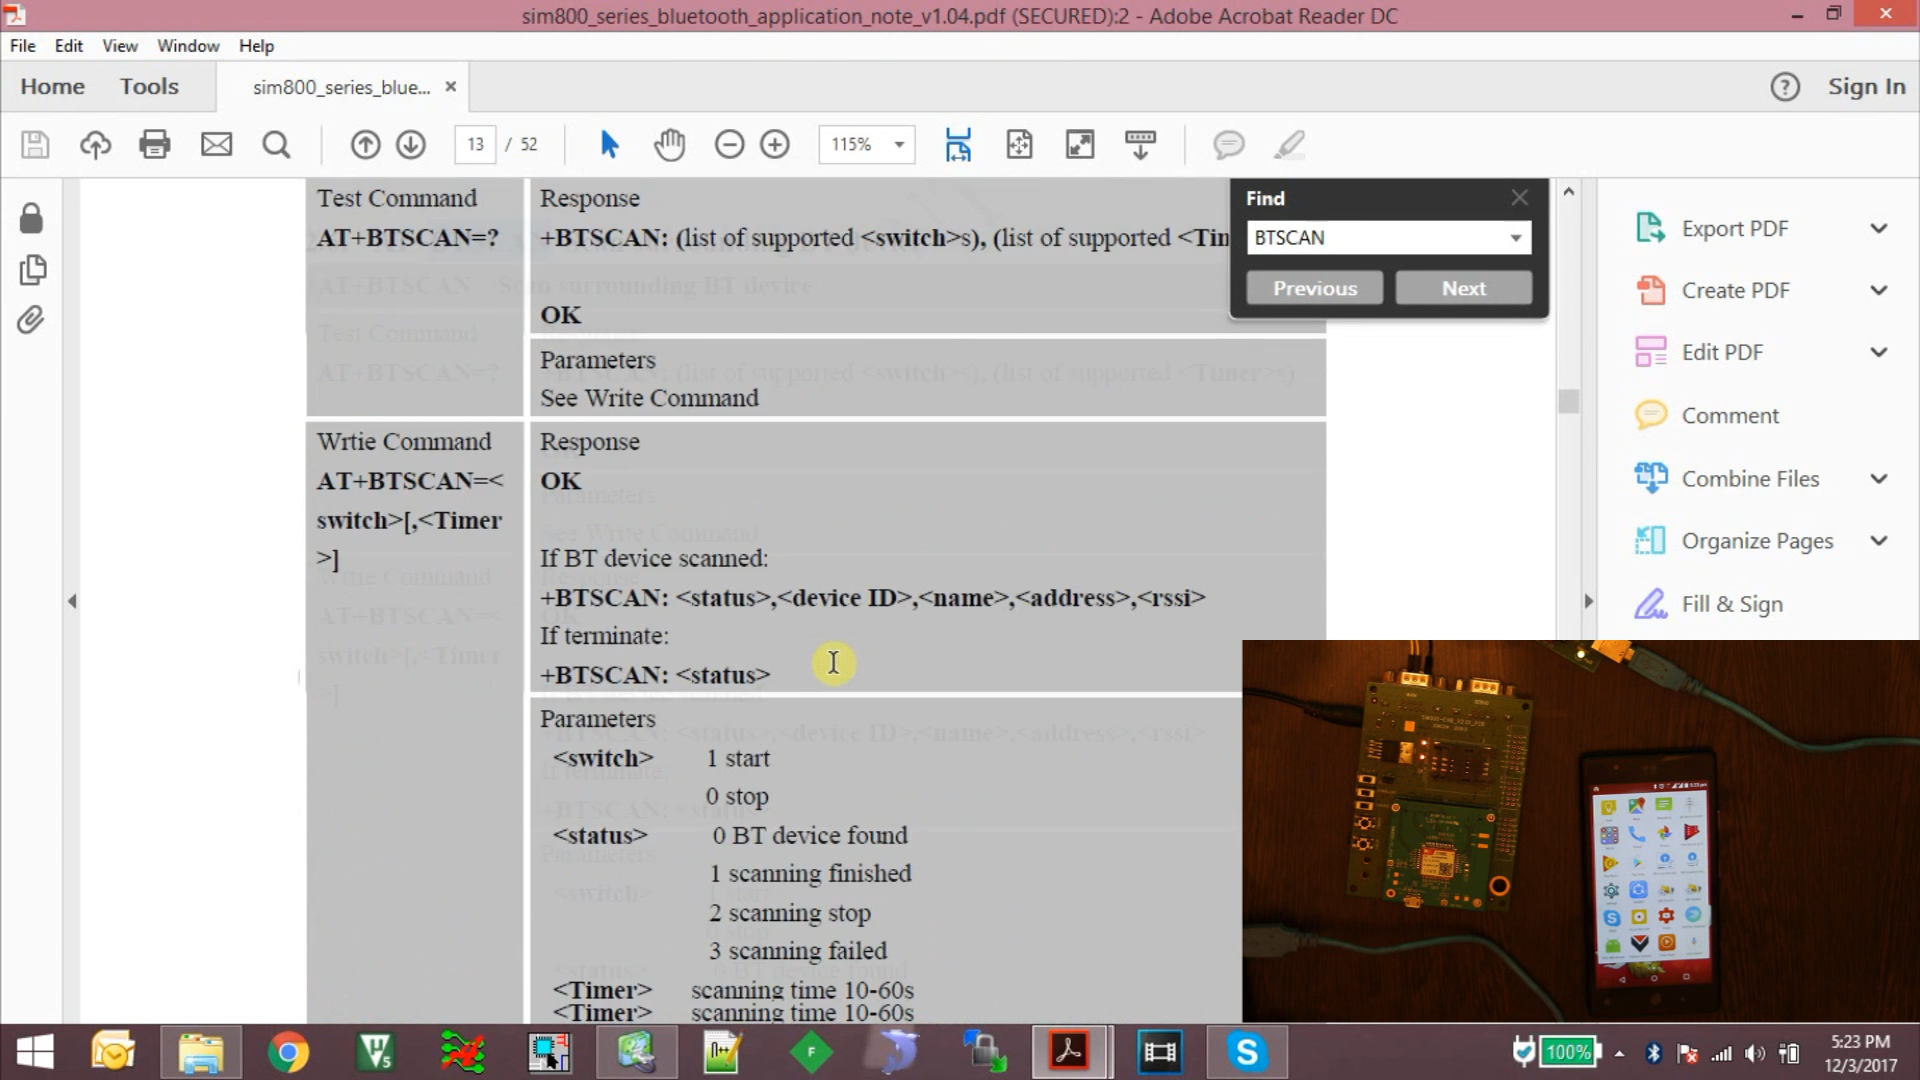 sim800_series_bluetooth_application_note_v1.04.pdf (SECURED):2 - Adobe Acrobat Reader DC
File Edit View Window Help
Home Tools sim800_series_blue... Sign In
13 / 52 115%
Find
BTSCAN
Previous Next
Test Command
AT+BTSCAN=?
Response
+BTSCAN: (list of supported <switch>s), (list of supported <Tim
OK
Parameters
See Write Command
Wrtie Command
AT+BTSCAN=<
switch>[,<Timer
>]
Response
OK
If BT device scanned:
+BTSCAN: <status>,<device ID>,<name>,<address>,<rssi>
If terminate:
+BTSCAN: <status>
Parameters
<switch> 1 start
0 stop
<status> 0 BT device found
1 scanning finished
2 scanning stop
3 scanning failed
<Timer> scanning time 10-60s
<Timer> scanning time 10-60s
Export PDF
Create PDF
Edit PDF
Comment
Combine Files
Organize Pages
Fill & Sign
100%
5:23 PM
12/3/2017